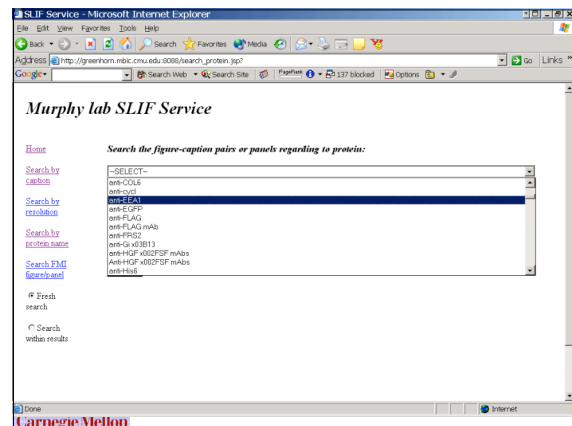 SLIF Service - Microsoft Internet Explorer
File Edit View Favorites Tools Help
Back Search Favorites Media
Address http://greenhorn.mbic.cmu.edu:8088/search_protein.jsp? Go Links »
Google Search Web Search Site PageRank 137 blocked Options
Murphy lab SLIF Service
Home
Search the figure-caption pairs or panels regarding to protein:
Search by
caption
Search by
resolution
Search by
protein name
Search FMI
figure/panel
Fresh
search
Search
within results
--SELECT--
anti-COL6
anti-cycl
anti-EEA1
anti-EGFP
anti-FLAG
anti-FLAG mAb
anti-FRS2
anti-Gi x03B13
anti-HGF x002FSF mAbs
Anti-HGF x002FSF mAbs
anti-His6
Done Internet
Carnegie Mellon